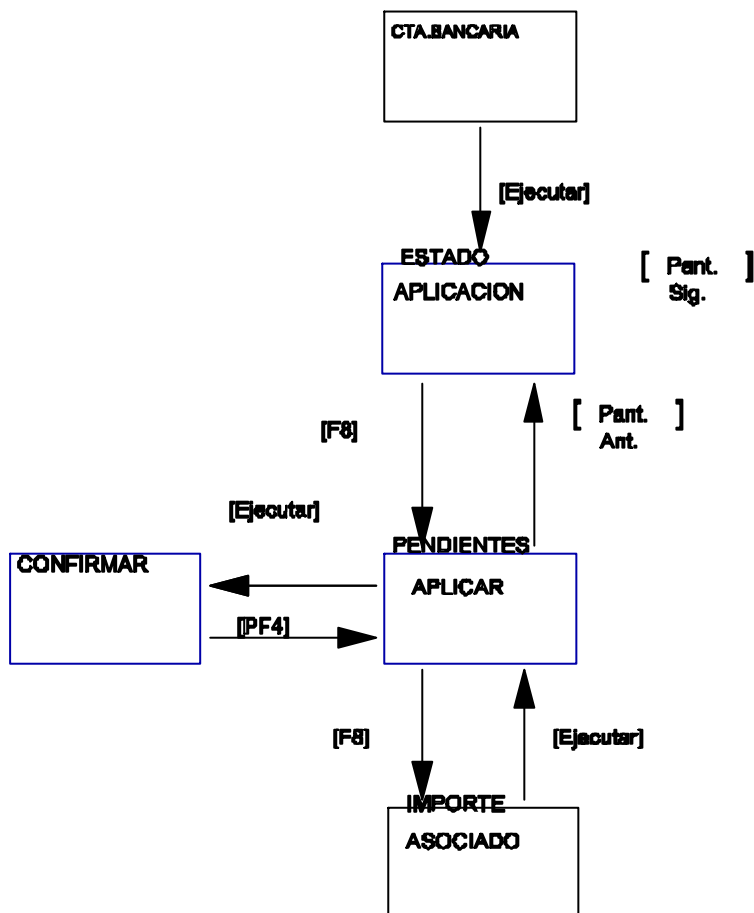 CTA.BANCARIA
[Ejecutar]
ESTADO
APLICACION
[ Pant. ]
Sig.
[F8]
[ Pant. ]
Ant.
[Ejecutar]
PENDIENTES
APLICAR
CONFIRMAR
[PF4]
[F8]
[Ejecutar]
IMPORTE
ASOCIADO